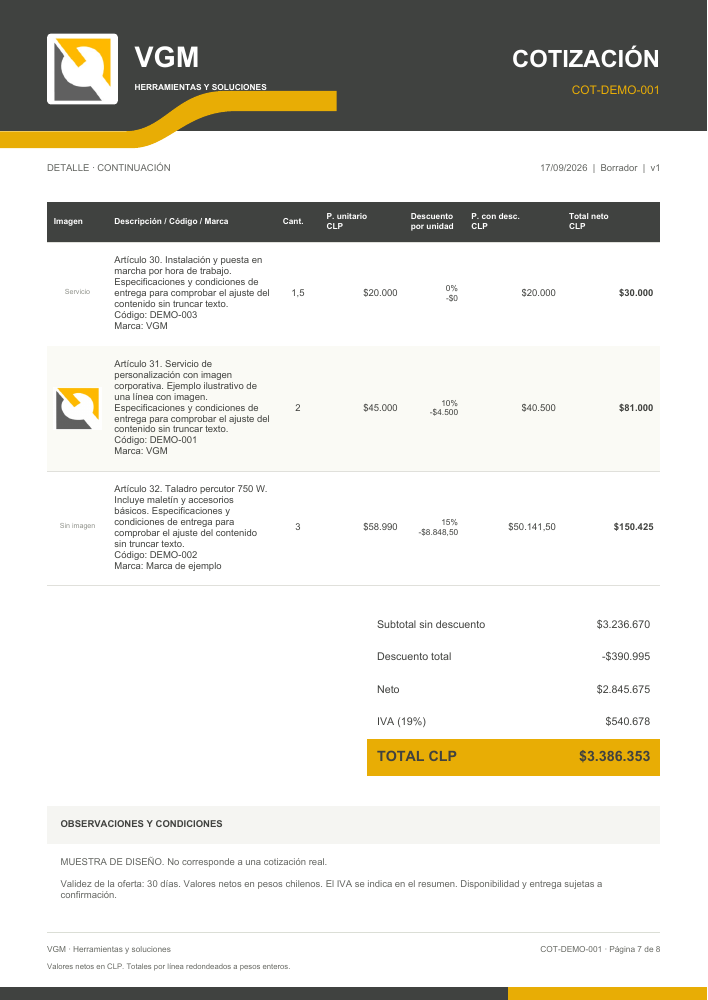 VGM
HERRAMIENTAS Y SOLUCIONES
COTIZACIÓN
COT-DEMO-001
DETALLE · CONTINUACIÓN
17/09/2026 | Borrador | v1
Imagen
Descripción / Código / Marca
Cant.
P. unitario
CLP
Descuento
por unidad
P. con desc.
CLP
Total neto
CLP
Servicio
Artículo 30. Instalación y puesta en
marcha por hora de trabajo.
Especificaciones y condiciones de
entrega para comprobar el ajuste del
contenido sin truncar texto.
Código: DEMO-003
Marca: VGM
1,5
$20.000
0%
-$0
$20.000
$30.000
Artículo 31. Servicio de
personalización con imagen
corporativa. Ejemplo ilustrativo de
una línea con imagen.
Especificaciones y condiciones de
entrega para comprobar el ajuste del
contenido sin truncar texto.
Código: DEMO-001
Marca: VGM
2
$45.000
10%
-$4.500
$40.500
$81.000
Sin imagen
Artículo 32. Taladro percutor 750 W.
Incluye maletín y accesorios
básicos. Especificaciones y
condiciones de entrega para
comprobar el ajuste del contenido
sin truncar texto.
Código: DEMO-002
Marca: Marca de ejemplo
3
$58.990
15%
-$8.848,50
$50.141,50
$150.425
Subtotal sin descuento $3.236.670
Descuento total -$390.995
Neto $2.845.675
IVA (19%) $540.678
TOTAL CLP $3.386.353
OBSERVACIONES Y CONDICIONES
MUESTRA DE DISEÑO. No corresponde a una cotización real.
Validez de la oferta: 30 días. Valores netos en pesos chilenos. El IVA se indica en el resumen. Disponibilidad y entrega sujetas a
confirmación.
VGM · Herramientas y soluciones
COT-DEMO-001 · Página 7 de 8
Valores netos en CLP. Totales por línea redondeados a pesos enteros.